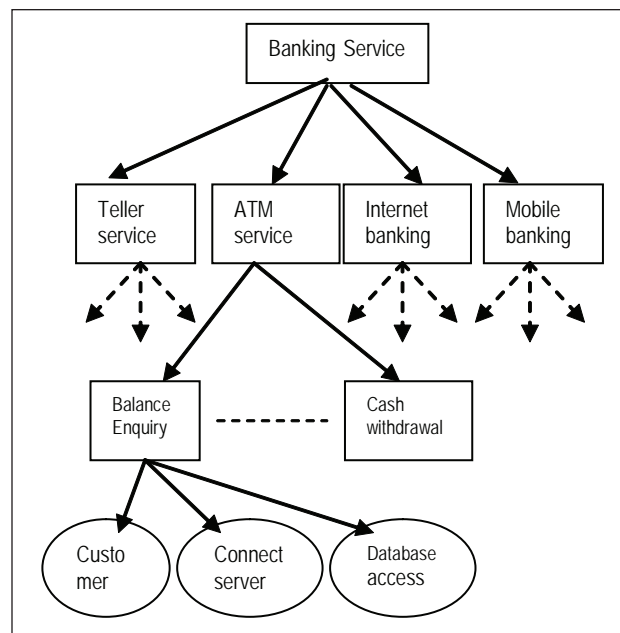 Banking Service
Teller
service
ATM
service
Internet
banking
Mobile
banking
Balance
Enquiry
Cash
withdrawal
Custo
mer
Connect
server
Database
access